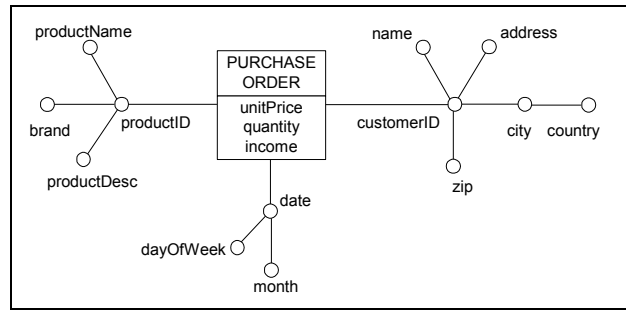 productName
name
address
PURCHASE
ORDER
unitPrice
quantity
income
brand
productID
customerID
city
country
productDesc
zip
date
dayOfWeek
month